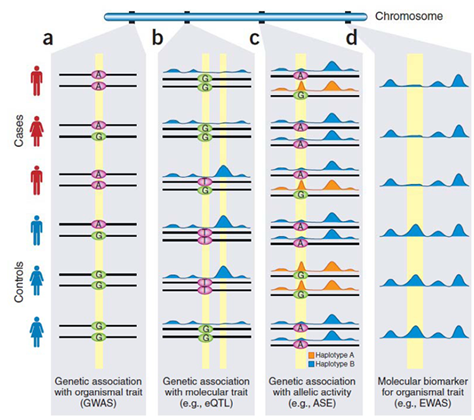 Chromosome
a b c d
Cases
Controls
A A
A G A
A A
G G A
A T A
A G G
A T A
G T A
G T G
G T G
G G A
G G A
Haplotype A
Haplotype B
Genetic association
with organismal trait
(GWAS)
Genetic association
with molecular trait
(e.g., eQTL)
Genetic association
with allelic activity
(e.g., ASE)
Molecular biomarker
for organismal trait
(e.g., EWAS)